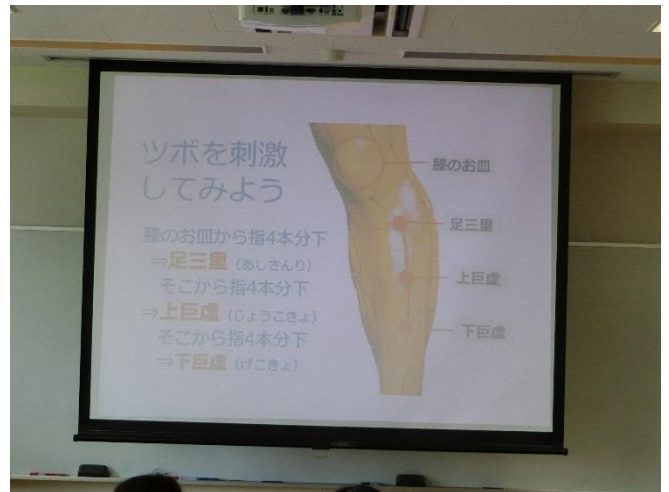 ツボを刺激
してみよう
膝のお皿から指4本分下
⇒足三里（あしさんり）
そこから指4本分下
⇒上巨虚（じょうこきょ）
そこから指4本分下
⇒下巨虚（げこきょ）
膝のお皿
足三里
上巨虚
下巨虚